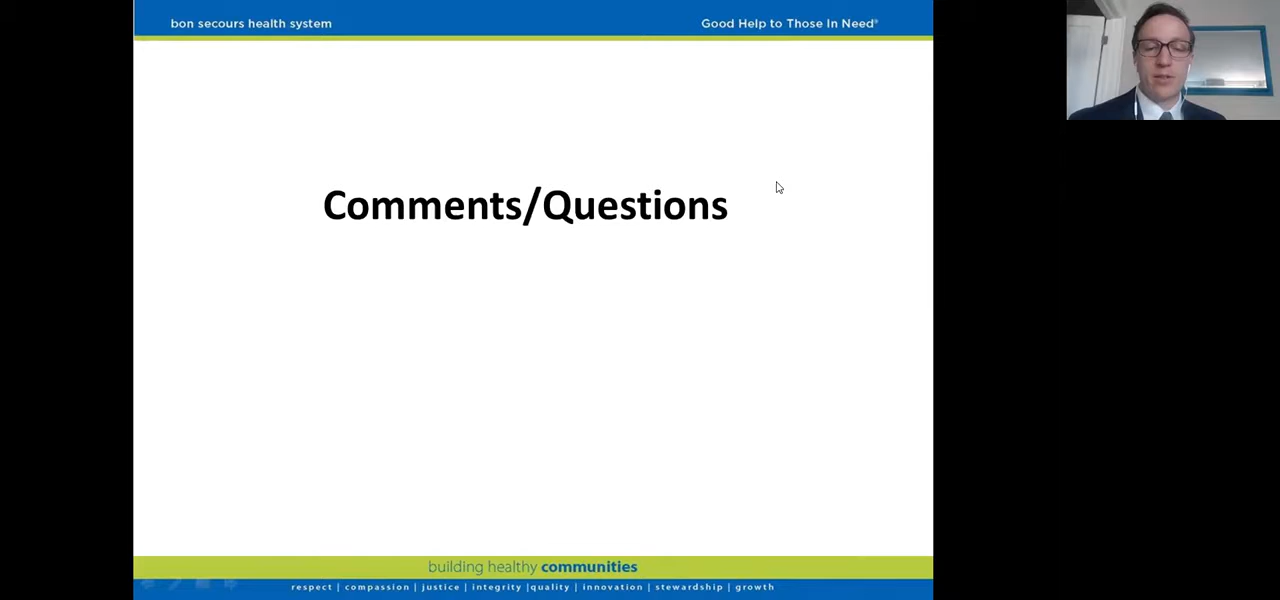 bon secours health system
Good Help to Those In Need®
Comments/Questions
building healthy communities
respect | compassion | justice | integrity |quality | innovation | stewardship | growth